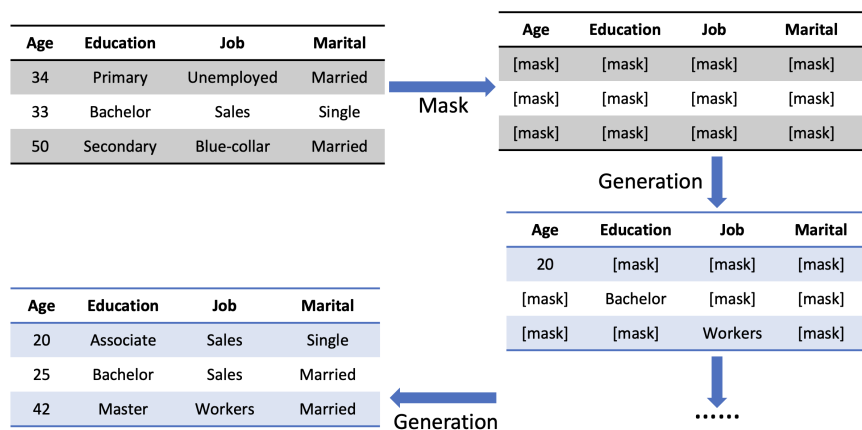 Age Education Job Marital
34 Primary Unemployed Married
33 Bachelor Sales Single
50 Secondary Blue-collar Married
Mask
Age Education Job Marital
[mask] [mask] [mask] [mask]
[mask] [mask] [mask] [mask]
[mask] [mask] [mask] [mask]
Generation
Age Education Job Marital
20 [mask] [mask] [mask]
[mask] Bachelor [mask] [mask]
[mask] [mask] Workers [mask]
......
Generation
Age Education Job Marital
20 Associate Sales Single
25 Bachelor Sales Married
42 Master Workers Married